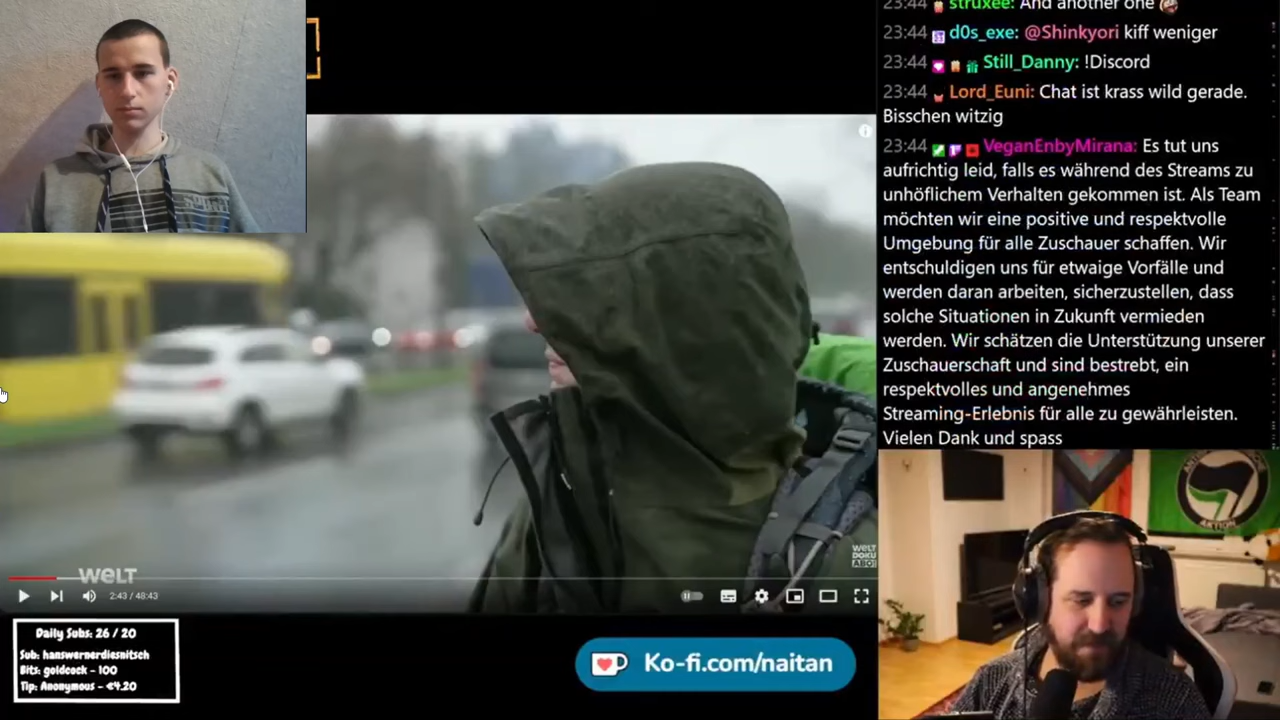 23:44 struxee: And another one
23:44 d0s_exe: @Shinkyori kiff weniger
23:44 Still_Danny: !Discord
23:44 Lord_Euni: Chat ist krass wild gerade.
Bisschen witzig
23:44 VeganEnbyMirana: Es tut uns
aufrichtig leid, falls es während des Streams zu
unhöflichem Verhalten gekommen ist. Als Team
möchten wir eine positive und respektvolle
Umgebung für alle Zuschauer schaffen. Wir
entschuldigen uns für etwaige Vorfälle und
werden daran arbeiten, sicherzustellen, dass
solche Situationen in Zukunft vermieden
werden. Wir schätzen die Unterstützung unserer
Zuschauerschaft und sind bestrebt, ein
respektvolles und angenehmes
Streaming-Erlebnis für alle zu gewährleisten.
Vielen Dank und spass
WELT
DOKU
ABO!
WELT
2:43 / 48:43
Daily Subs: 26 / 20
Sub: hanswernerdiesnitsch
Bits: goldcock - 100
Tip: Anonymous - €4.20
Ko-fi.com/naitan
AKTION